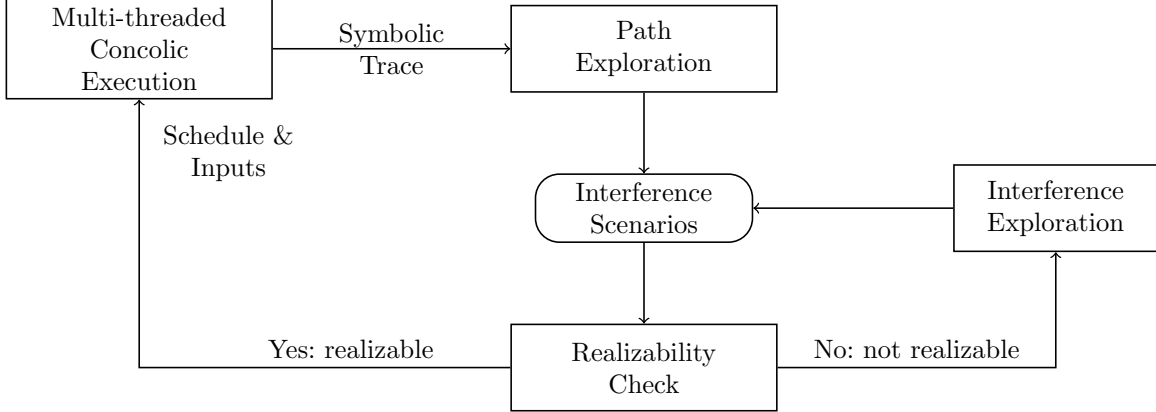 Multi-threaded
Concolic
Execution
Symbolic
Trace
Path
Exploration
Schedule &
Inputs
Interference
Scenarios
Interference
Exploration
Yes: realizable
Realizability
Check
No: not realizable